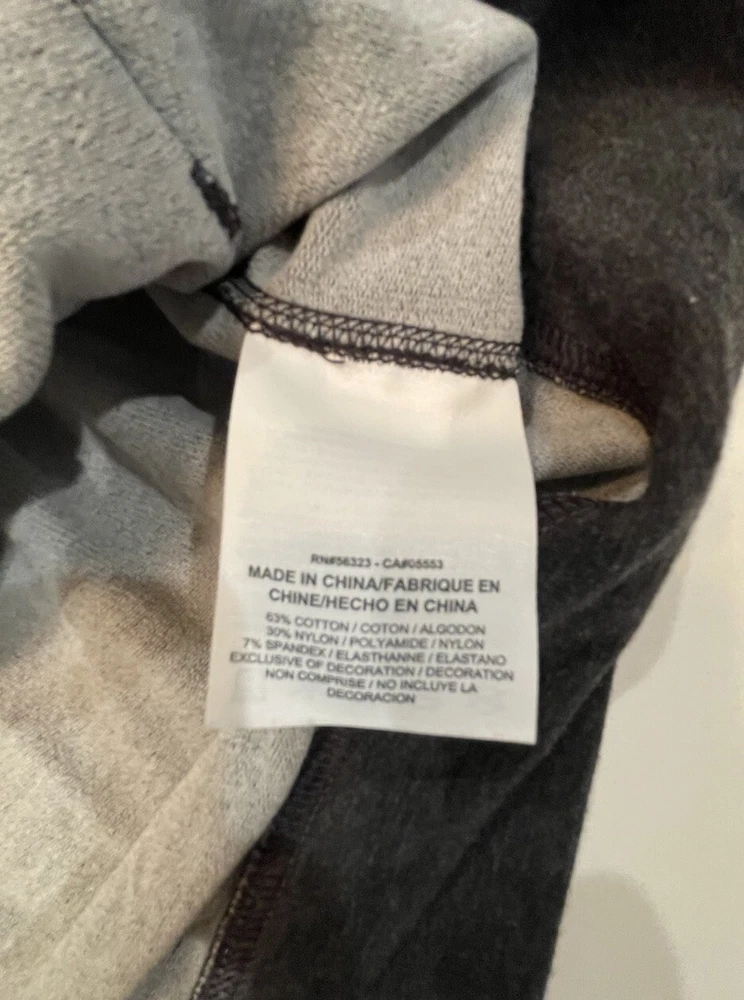 RN#56323 - CA#05553
MADE IN CHINA/FABRIQUE EN
CHINE/HECHO EN CHINA
63% COTTON / COTON / ALGODON
30% NYLON / POLYAMIDE / NYLON
7% SPANDEX / ELASTHANNE / ELASTANO
EXCLUSIVE OF DECORATION / DECORATION
NON COMPRISE / NO INCLUYE LA
DECORACION